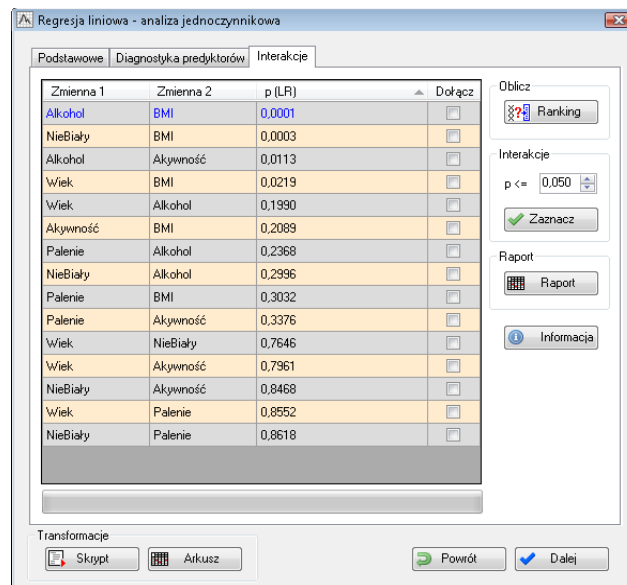 Regresja liniowa - analiza jednoczynnikowa
Podstawowe Diagnostyka predyktorów Interakcje
Zmienna 1 Zmienna 2 p (LR) Dołącz
Alkohol BMI 0,0001
NieBiały BMI 0,0003
Alkohol Akywność 0,0113
Wiek BMI 0,0219
Wiek Alkohol 0,1990
Akywność BMI 0,2089
Palenie Alkohol 0,2368
NieBiały Alkohol 0,2996
Palenie BMI 0,3032
Palenie Akywność 0,3376
Wiek NieBiały 0,7646
Wiek Akywność 0,7961
NieBiały Akywność 0,8468
Wiek Palenie 0,8552
NieBiały Palenie 0,8618
Oblicz
Ranking
Interakcje
p <= 0,050
Zaznacz
Raport
Raport
Informacja
Transformacje
Skrypt Arkusz Powrót Dalej